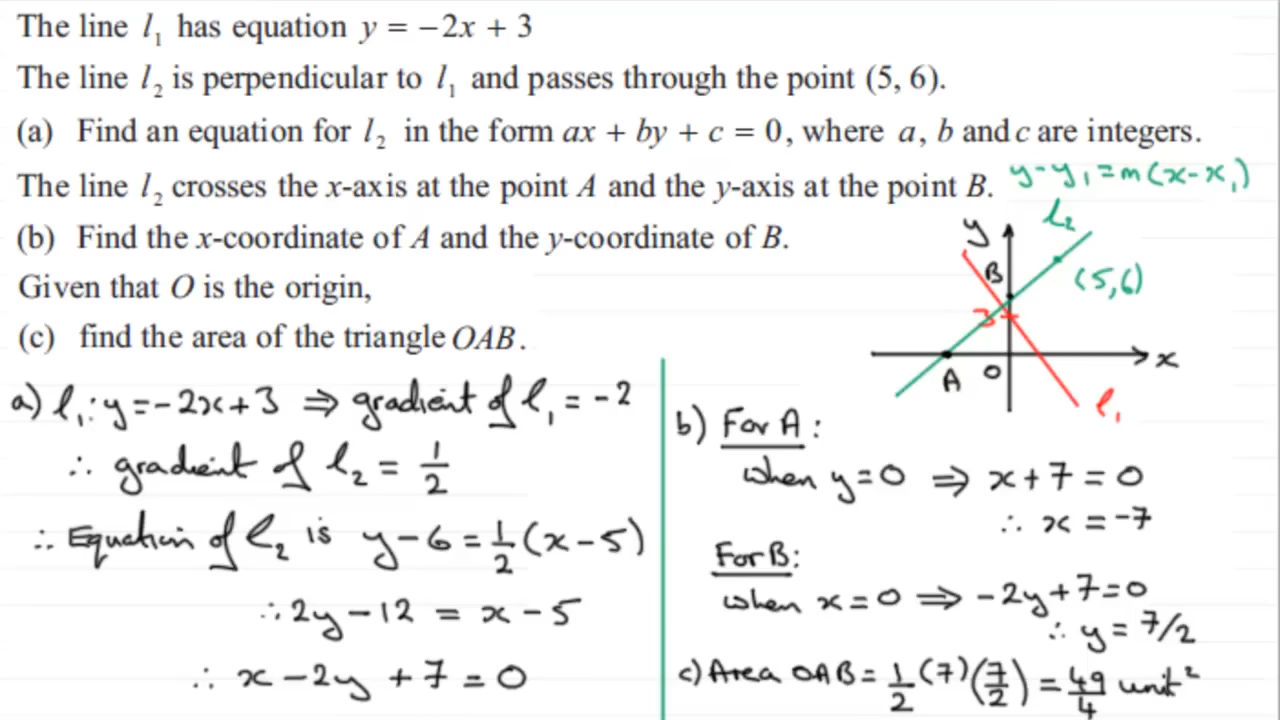 The line l₁ has equation y = −2x + 3
The line l₂ is perpendicular to l₁ and passes through the point (5, 6).
(a) Find an equation for l₂ in the form ax + by + c = 0, where a, b and c are integers.
The line l₂ crosses the x-axis at the point A and the y-axis at the point B.
(b) Find the x-coordinate of A and the y-coordinate of B.
Given that O is the origin,
(c) find the area of the triangle OAB.
y − y₁ = m(x − x₁)
y
l₂
B
(5,6)
3
x
A
O
l₁
a) l₁: y = −2x + 3 ⇒ gradient of l₁ = −2
∴ gradient of l₂ = 1/2
∴ Equation of l₂ is y − 6 = 1/2 (x − 5)
∴ 2y − 12 = x − 5
∴ x − 2y + 7 = 0
b) For A:
when y = 0 ⇒ x + 7 = 0
∴ x = −7
For B:
when x = 0 ⇒ −2y + 7 = 0
∴ y = 7/2
c) Area OAB = 1/2 (7)(7/2) = 49/4 unit²